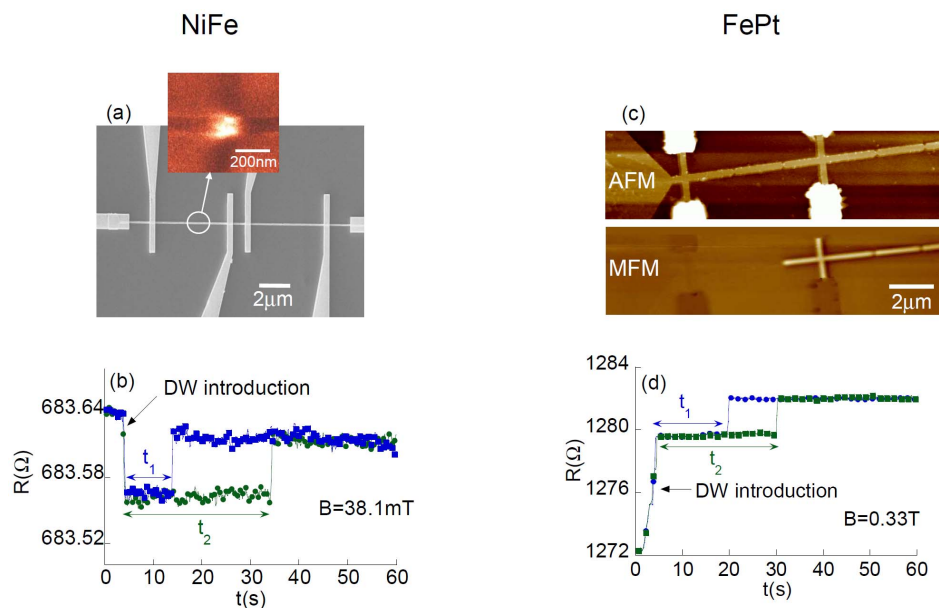 NiFe
FePt
(a)
200nm
2μm
(c)
AFM
MFM
2μm
(b)
DW introduction
683.64
683.58
683.52
R(Ω)
t1
t2
B=38.1mT
0 10 20 30 40 50 60
t(s)
(d)
1284
1280
1276
1272
R(Ω)
t1
t2
DW introduction
B=0.33T
0 10 20 30 40 50 60
t(s)